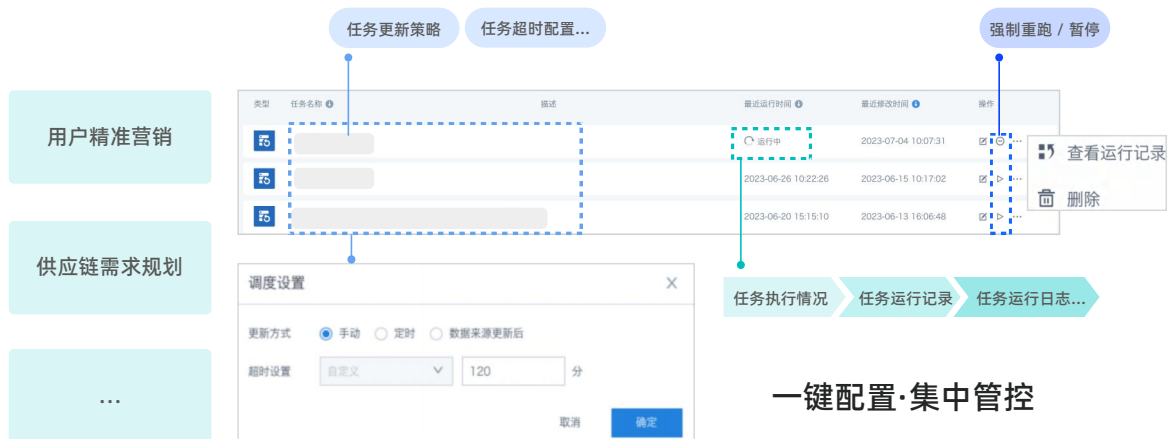 任务更新策略 任务超时配置... 强制重跑 / 暂停
用户精准营销
供应链需求规划
...
类型 任务名称 描述 最近运行时间 最近修改时间 操作
运行中 2023-07-04 10:07:31
2023-06-26 10:22:26 2023-06-15 10:17:02
2023-06-20 15:15:10 2023-06-13 16:06:48
查看运行记录
删除
调度设置 X
更新方式 手动 定时 数据来源更新后
超时设置 自定义 120 分
取消 确定
任务执行情况 任务运行记录 任务运行日志...
一键配置·集中管控